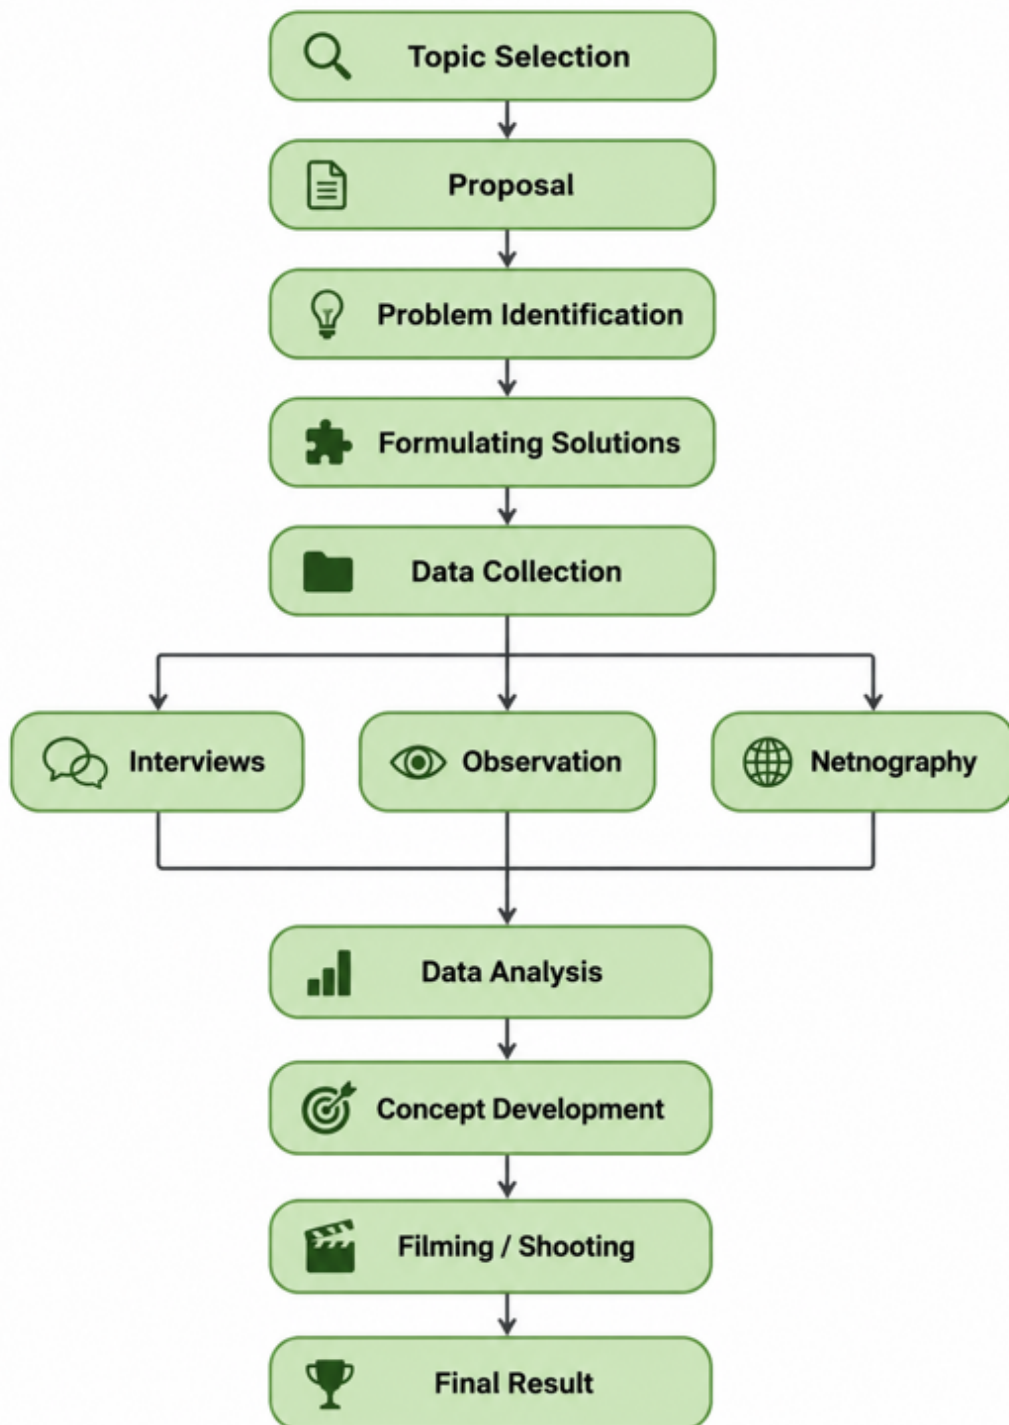 Topic Selection
Proposal
Problem Identification
Formulating Solutions
Data Collection
Interviews
Observation
Netnography
Data Analysis
Concept Development
Filming / Shooting
Final Result